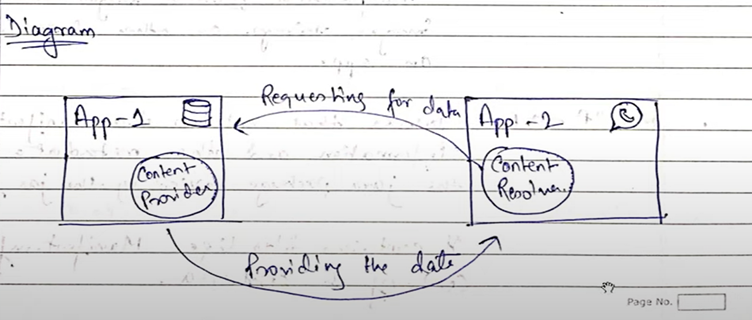 Diagram
Requesting for data
App-1
App-2
Content
Provider
Content
Resolver
Providing the data
Page No.